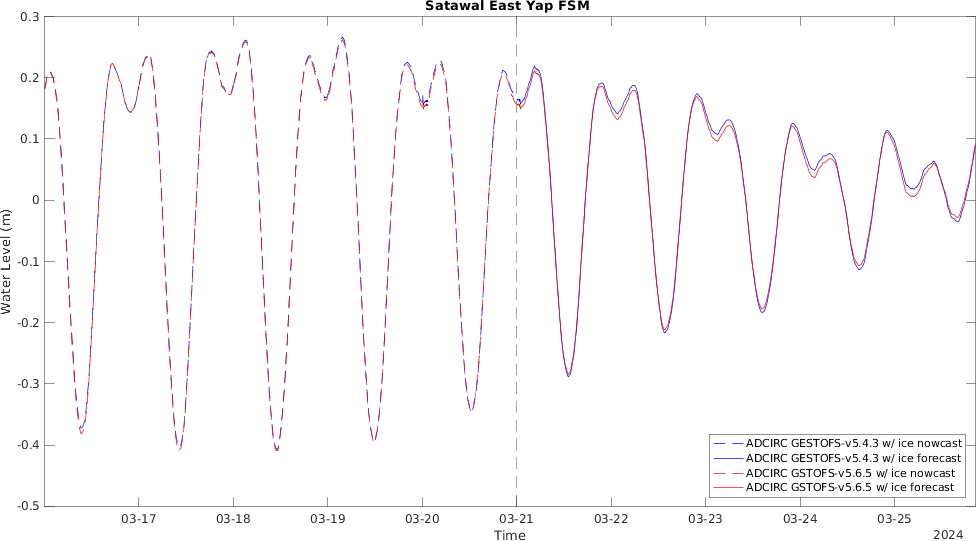 Satawal East Yap FSM
0.3
0.2
0.1
0
-0.1
-0.2
-0.3
-0.4
-0.5
Water Level (m)
03-17 03-18 03-19 03-20 03-21 03-22 03-23 03-24 03-25
Time
2024
ADCIRC GESTOFS-v5.4.3 w/ ice nowcast
ADCIRC GESTOFS-v5.4.3 w/ ice forecast
ADCIRC GSTOFS-v5.6.5 w/ ice nowcast
ADCIRC GSTOFS-v5.6.5 w/ ice forecast